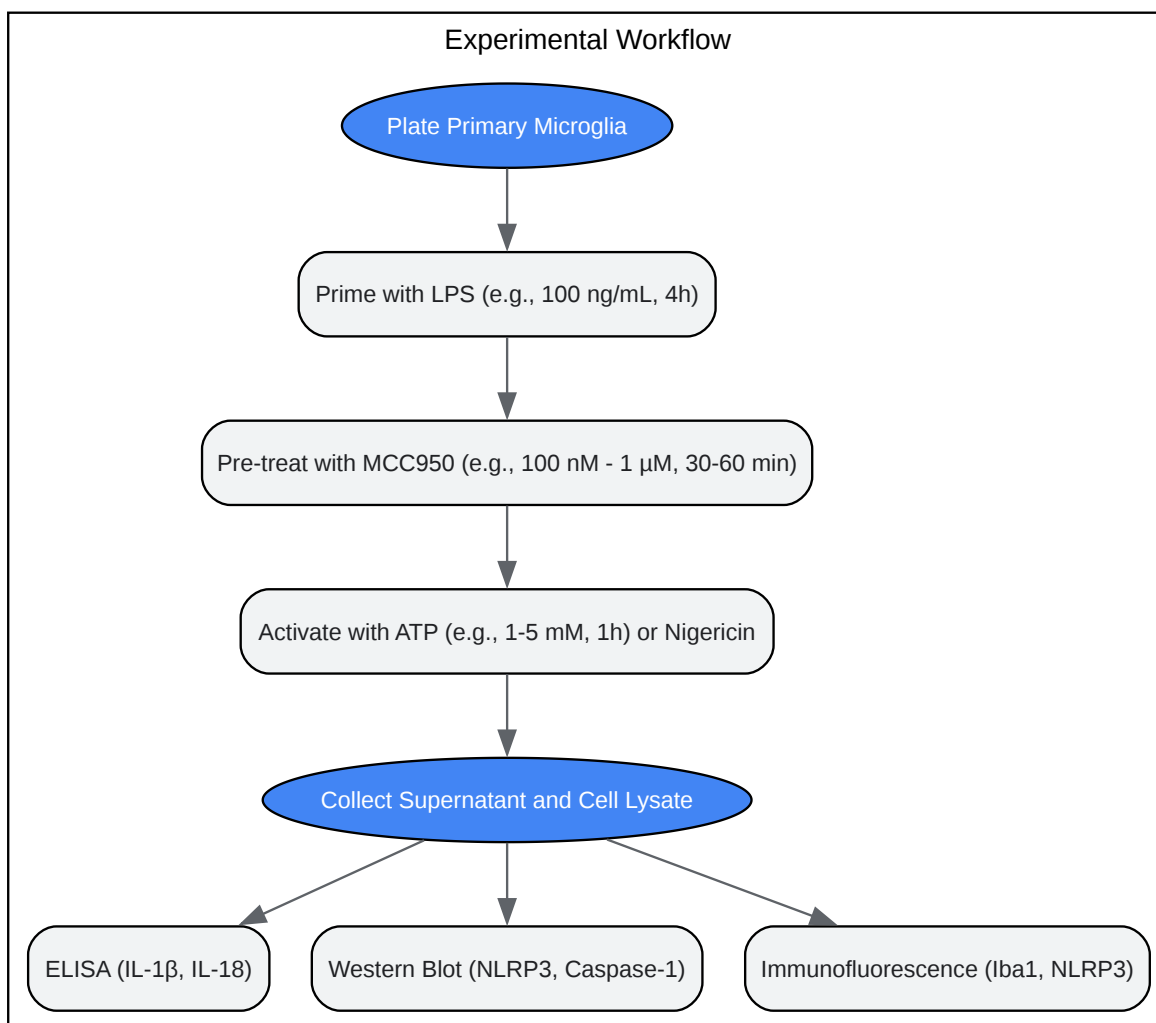 Experimental Workflow
Plate Primary Microglia
Prime with LPS (e.g., 100 ng/mL, 4h)
Pre-treat with MCC950 (e.g., 100 nM - 1 µM, 30-60 min)
Activate with ATP (e.g., 1-5 mM, 1h) or Nigericin
Collect Supernatant and Cell Lysate
ELISA (IL-1β, IL-18)
Western Blot (NLRP3, Caspase-1)
Immunofluorescence (Iba1, NLRP3)